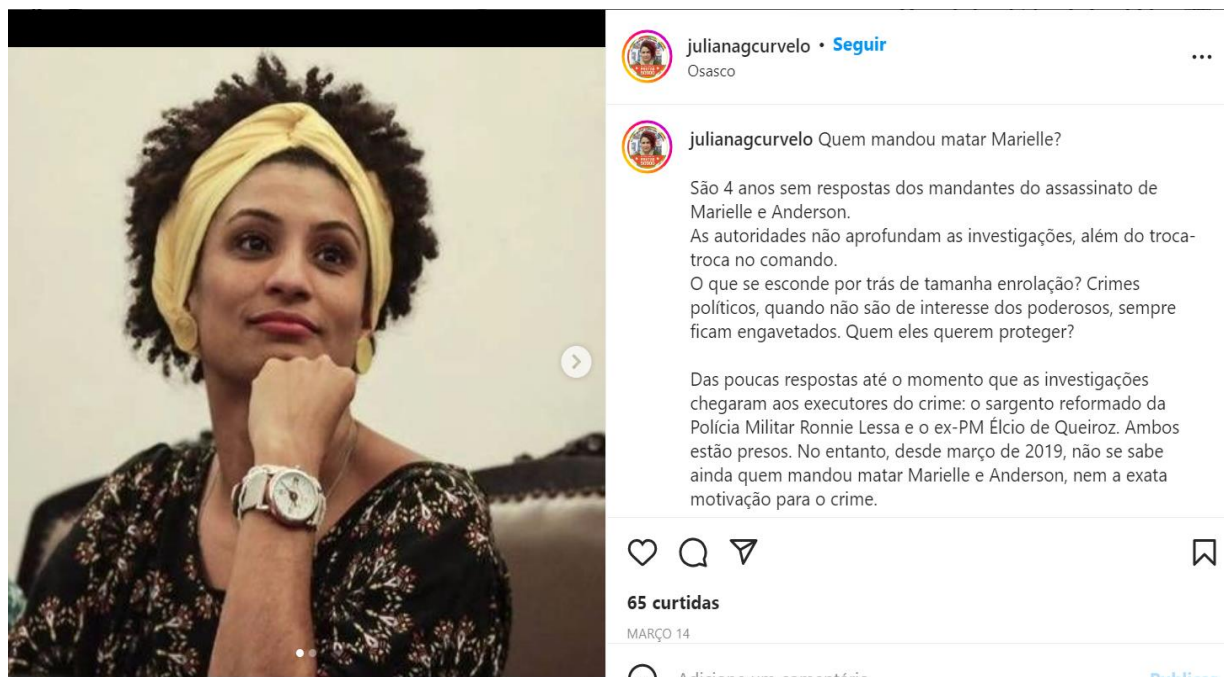 julianagcurvelo • Seguir
Osasco
julianagcurvelo Quem mandou matar Marielle?
São 4 anos sem respostas dos mandantes do assassinato de
Marielle e Anderson.
As autoridades não aprofundam as investigações, além do troca-
troca no comando.
O que se esconde por trás de tamanha enrolação? Crimes
políticos, quando não são de interesse dos poderosos, sempre
ficam engavetados. Quem eles querem proteger?
Das poucas respostas até o momento que as investigações
chegaram aos executores do crime: o sargento reformado da
Polícia Militar Ronnie Lessa e o ex-PM Élcio de Queiroz. Ambos
estão presos. No entanto, desde março de 2019, não se sabe
ainda quem mandou matar Marielle e Anderson, nem a exata
motivação para o crime.
65 curtidas
MARÇO 14